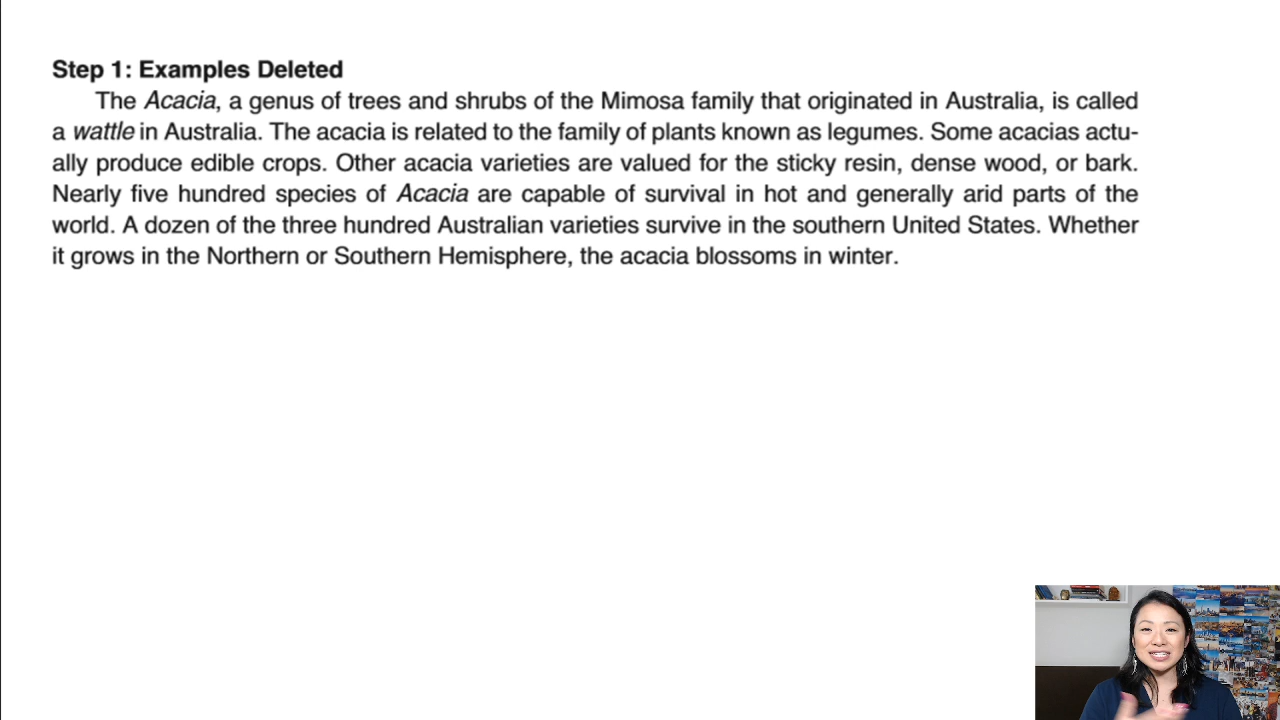 Step 1: Examples Deleted
The Acacia, a genus of trees and shrubs of the Mimosa family that originated in Australia, is called
a wattle in Australia. The acacia is related to the family of plants known as legumes. Some acacias actu-
ally produce edible crops. Other acacia varieties are valued for the sticky resin, dense wood, or bark.
Nearly five hundred species of Acacia are capable of survival in hot and generally arid parts of the
world. A dozen of the three hundred Australian varieties survive in the southern United States. Whether
it grows in the Northern or Southern Hemisphere, the acacia blossoms in winter.